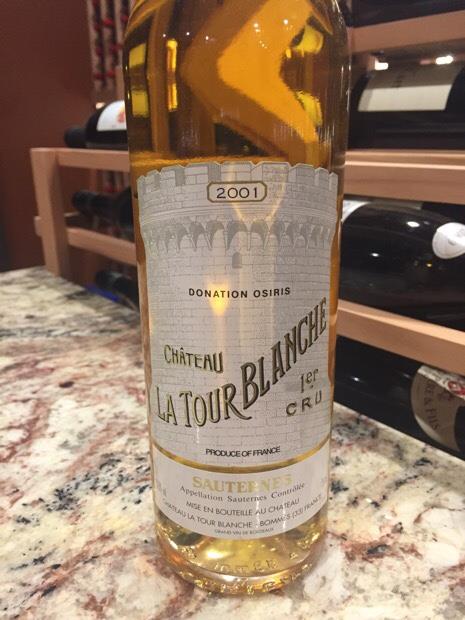 2001
DONATION OSIRIS
CHÂTEAU
LA TOUR BLANCHE
1er
CRU
PRODUCE OF FRANCE
SAUTERNES
Appellation Sauternes Contrôlée
MISE EN BOUTEILLE AU CHATEAU
CHATEAU LA TOUR BLANCHE - BOMMES (33) FRANCE
GRAND VIN DE BORDEAUX
& FILS